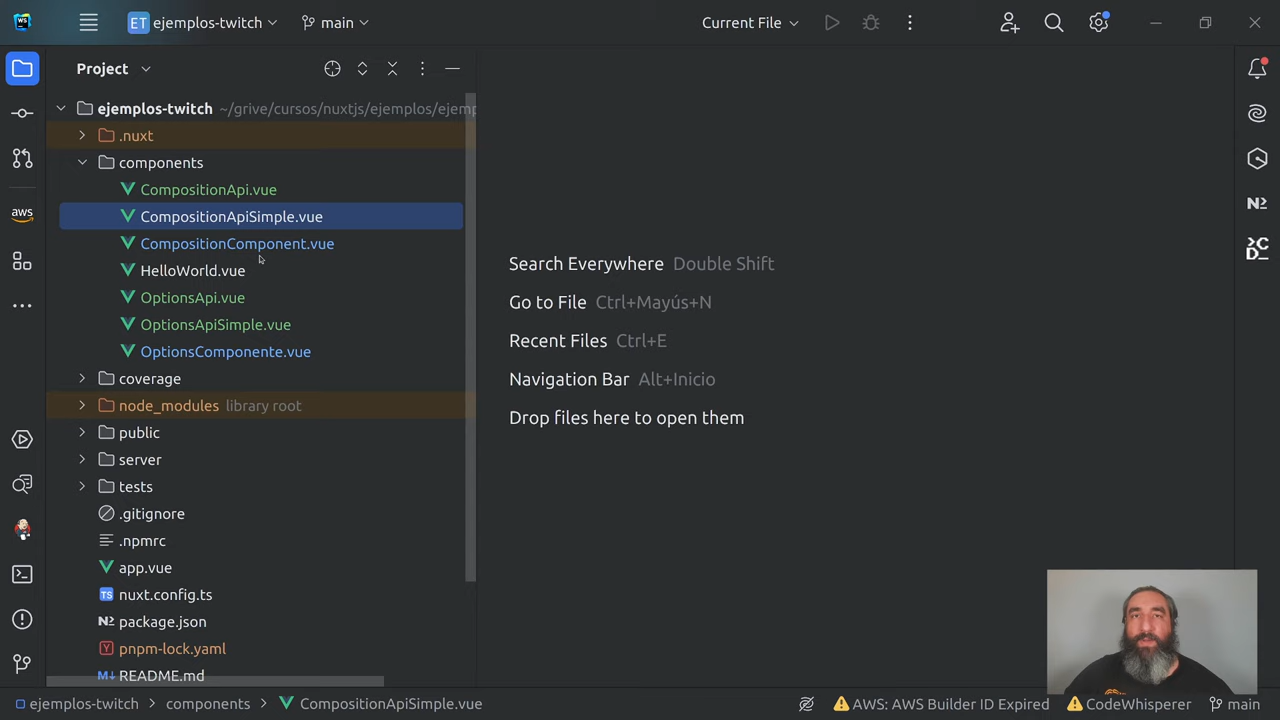 WS
ET ejemplos-twitch
main
Current File
Project
ejemplos-twitch ~/grive/cursos/nuxtjs/ejemplos/ejemp
.nuxt
components
CompositionApi.vue
CompositionApiSimple.vue
CompositionComponent.vue
HelloWorld.vue
OptionsApi.vue
OptionsApiSimple.vue
OptionsComponente.vue
coverage
node_modules library root
public
server
tests
.gitignore
.npmrc
app.vue
TS nuxt.config.ts
package.json
Y pnpm-lock.yaml
M↓ README.md
aws
Search Everywhere Double Shift
Go to File Ctrl+Mayús+N
Recent Files Ctrl+E
Navigation Bar Alt+Inicio
Drop files here to open them
ejemplos-twitch
components
CompositionApiSimple.vue
AWS: AWS Builder ID Expired
CodeWhisperer
main